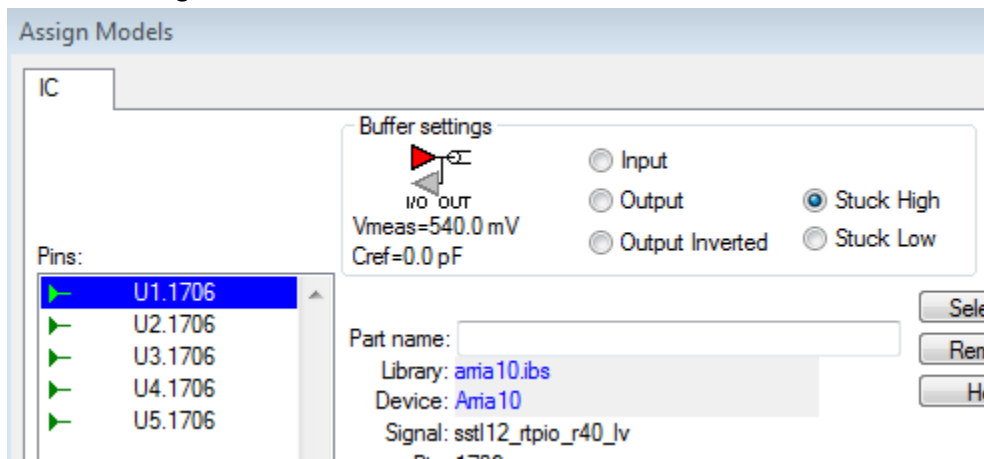 Assign Models
IC
Buffer settings
I/O OUT
Vmeas=540.0 mV
Cref=0.0 pF
Input
Output
Output Inverted
Stuck High
Stuck Low
Pins:
U1.1706
U2.1706
U3.1706
U4.1706
U5.1706
Sele
Part name:
Rem
Library: arria10.ibs
Device: Arria10
H
Signal: sstl12_rtpio_r40_lv